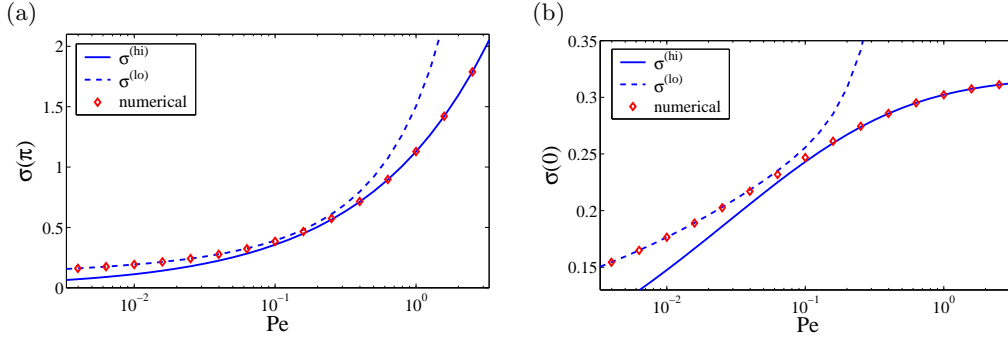 (a)
2
1.5
1
0.5
0
σ(π)
σ^(hi)
σ^(lo)
numerical
10^-2 10^-1 10^0
Pe
(b)
0.35
0.3
0.25
0.2
0.15
σ(0)
σ^(hi)
σ^(lo)
numerical
10^-2 10^-1 10^0
Pe